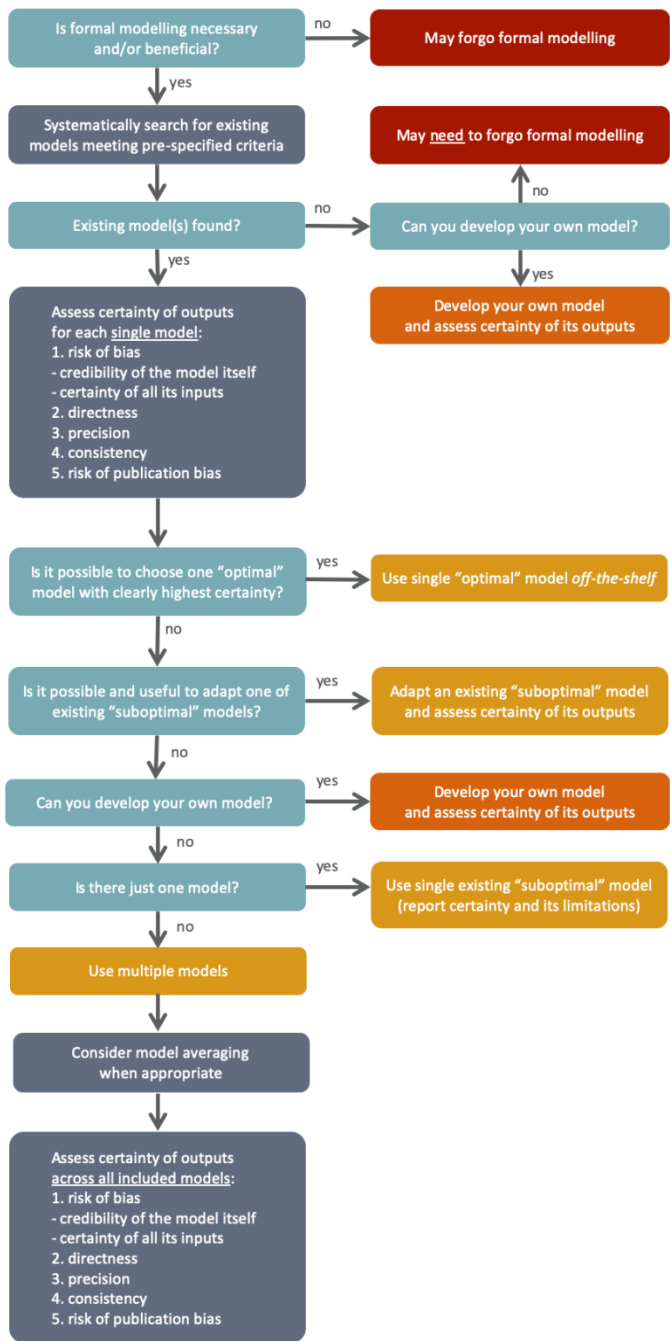 Is formal modelling necessary
and/or beneficial?
no
May forgo formal modelling
yes
Systematically search for existing
models meeting pre-specified criteria
May need to forgo formal modelling
no
Existing model(s) found?
no
Can you develop your own model?
yes
yes
Develop your own model
and assess certainty of its outputs
Assess certainty of outputs
for each single model:
1. risk of bias
- credibility of the model itself
- certainty of all its inputs
2. directness
3. precision
4. consistency
5. risk of publication bias
Is it possible to choose one “optimal”
model with clearly highest certainty?
yes
Use single “optimal” model off-the-shelf
no
Is it possible and useful to adapt one of
existing “suboptimal” models?
yes
Adapt an existing “suboptimal” model
and assess certainty of its outputs
no
Can you develop your own model?
yes
Develop your own model
and assess certainty of its outputs
no
Is there just one model?
yes
Use single existing “suboptimal” model
(report certainty and its limitations)
no
Use multiple models
Consider model averaging
when appropriate
Assess certainty of outputs
across all included models:
1. risk of bias
- credibility of the model itself
- certainty of all its inputs
2. directness
3. precision
4. consistency
5. risk of publication bias